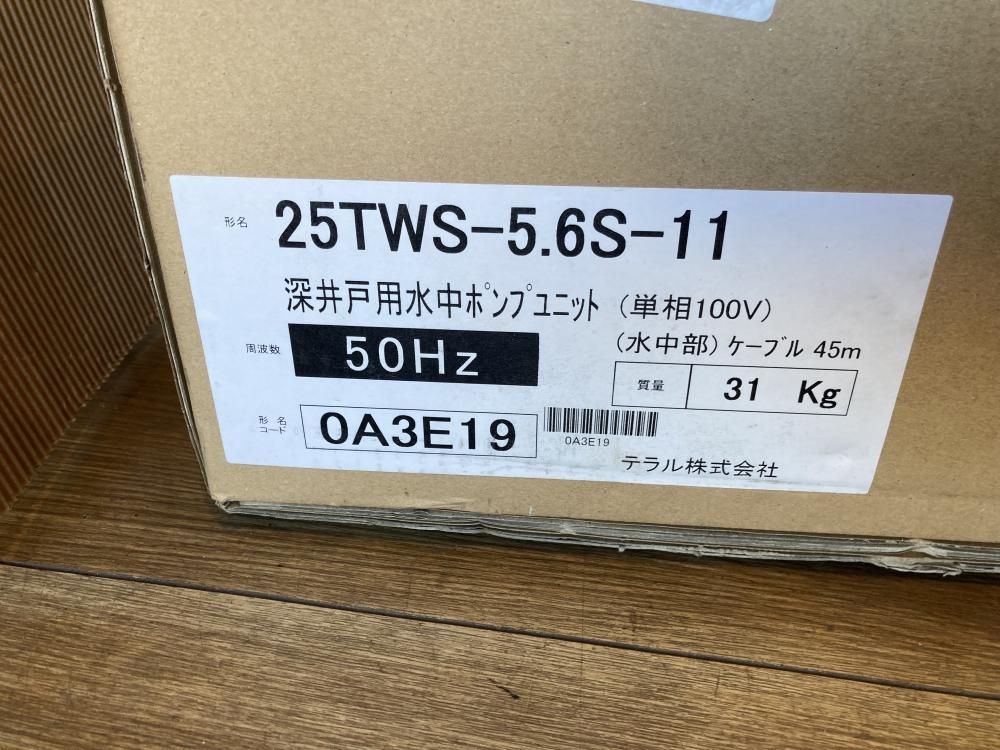 形名 25TWS-5.6S-11
深井戸用水中ﾎﾟﾝﾌﾟﾕﾆｯﾄ (単相100V)
周波数 50Hz (水中部) ケーブル 45m
質量 31 Kg
形名コード 0A3E19
0A3E19
テラル株式会社